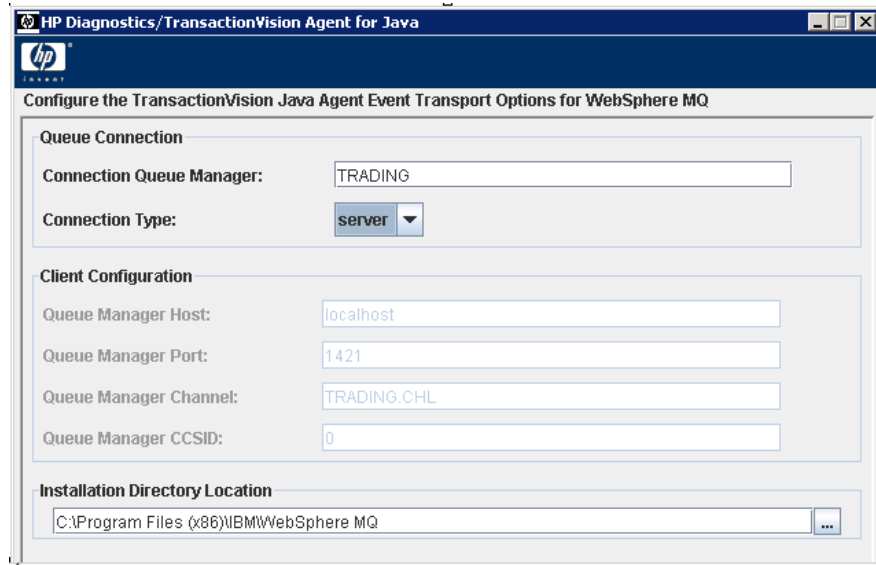 HP Diagnostics/TransactionVision Agent for Java
hp
invent
Configure the TransactionVision Java Agent Event Transport Options for WebSphere MQ
Queue Connection
Connection Queue Manager: TRADING
Connection Type: server
Client Configuration
Queue Manager Host: localhost
Queue Manager Port: 1421
Queue Manager Channel: TRADING.CHL
Queue Manager CCSID: 0
Installation Directory Location
C:\Program Files (x86)\IBM\WebSphere MQ ...